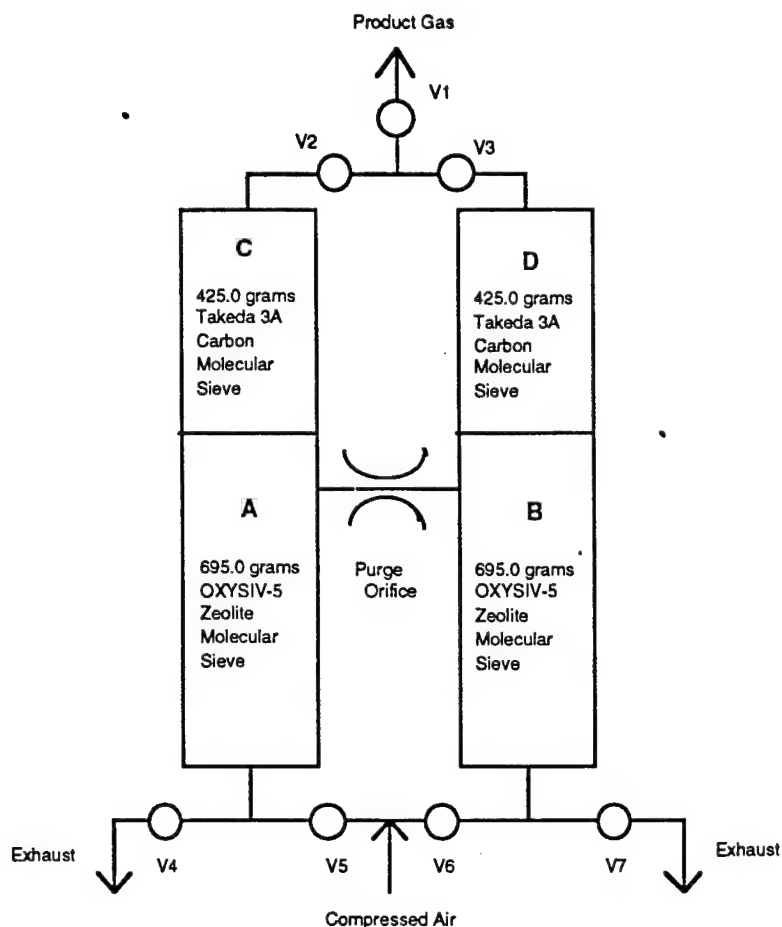 Product Gas
V1
V2
V3
C
425.0 grams
Takeda 3A
Carbon
Molecular
Sieve
D
425.0 grams
Takeda 3A
Carbon
Molecular
Sieve
A
695.0 grams
OXYSIV-5
Zeolite
Molecular
Sieve
Purge
Orifice
B
695.0 grams
OXYSIV-5
Zeolite
Molecular
Sieve
Exhaust
V4
V5
V6
V7
Exhaust
Compressed Air